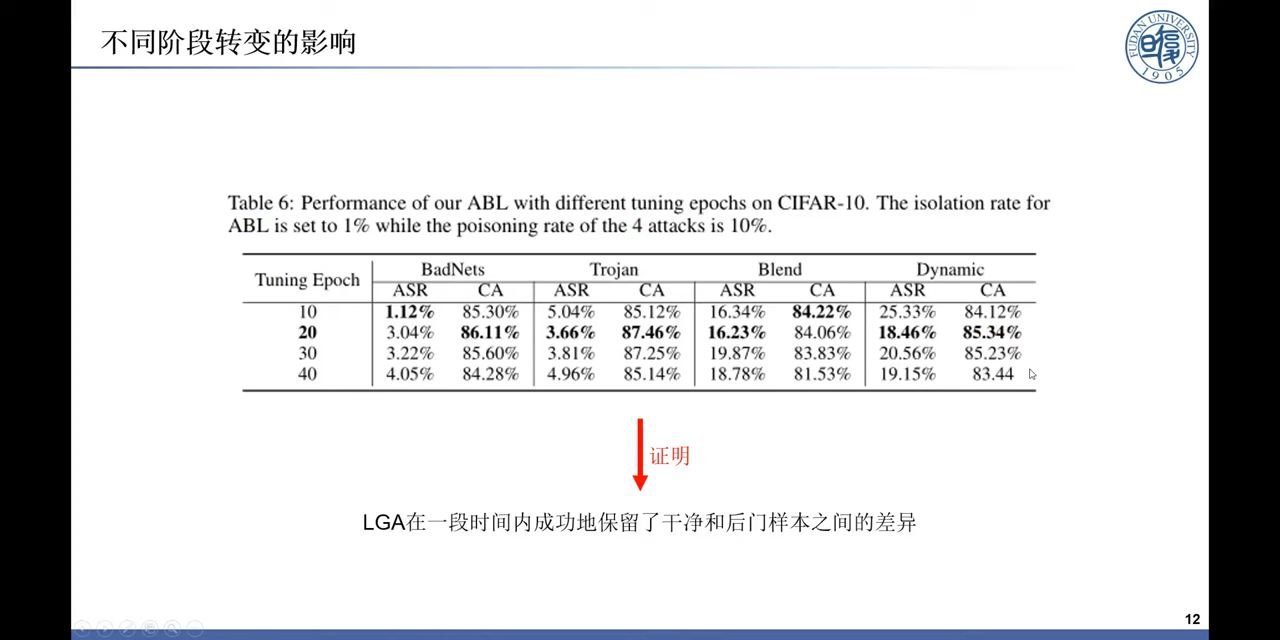 不同阶段转变的影响
FUDAN UNIVERSITY
1905
Table 6: Performance of our ABL with different tuning epochs on CIFAR-10. The isolation rate for
ABL is set to 1% while the poisoning rate of the 4 attacks is 10%.
Tuning Epoch BadNets Trojan Blend Dynamic
ASR CA ASR CA ASR CA ASR CA
10 1.12% 85.30% 5.04% 85.12% 16.34% 84.22% 25.33% 84.12%
20 3.04% 86.11% 3.66% 87.46% 16.23% 84.06% 18.46% 85.34%
30 3.22% 85.60% 3.81% 87.25% 19.87% 83.83% 20.56% 85.23%
40 4.05% 84.28% 4.96% 85.14% 18.78% 81.53% 19.15% 83.44
证明
LGA在一段时间内成功地保留了干净和后门样本之间的差异
12